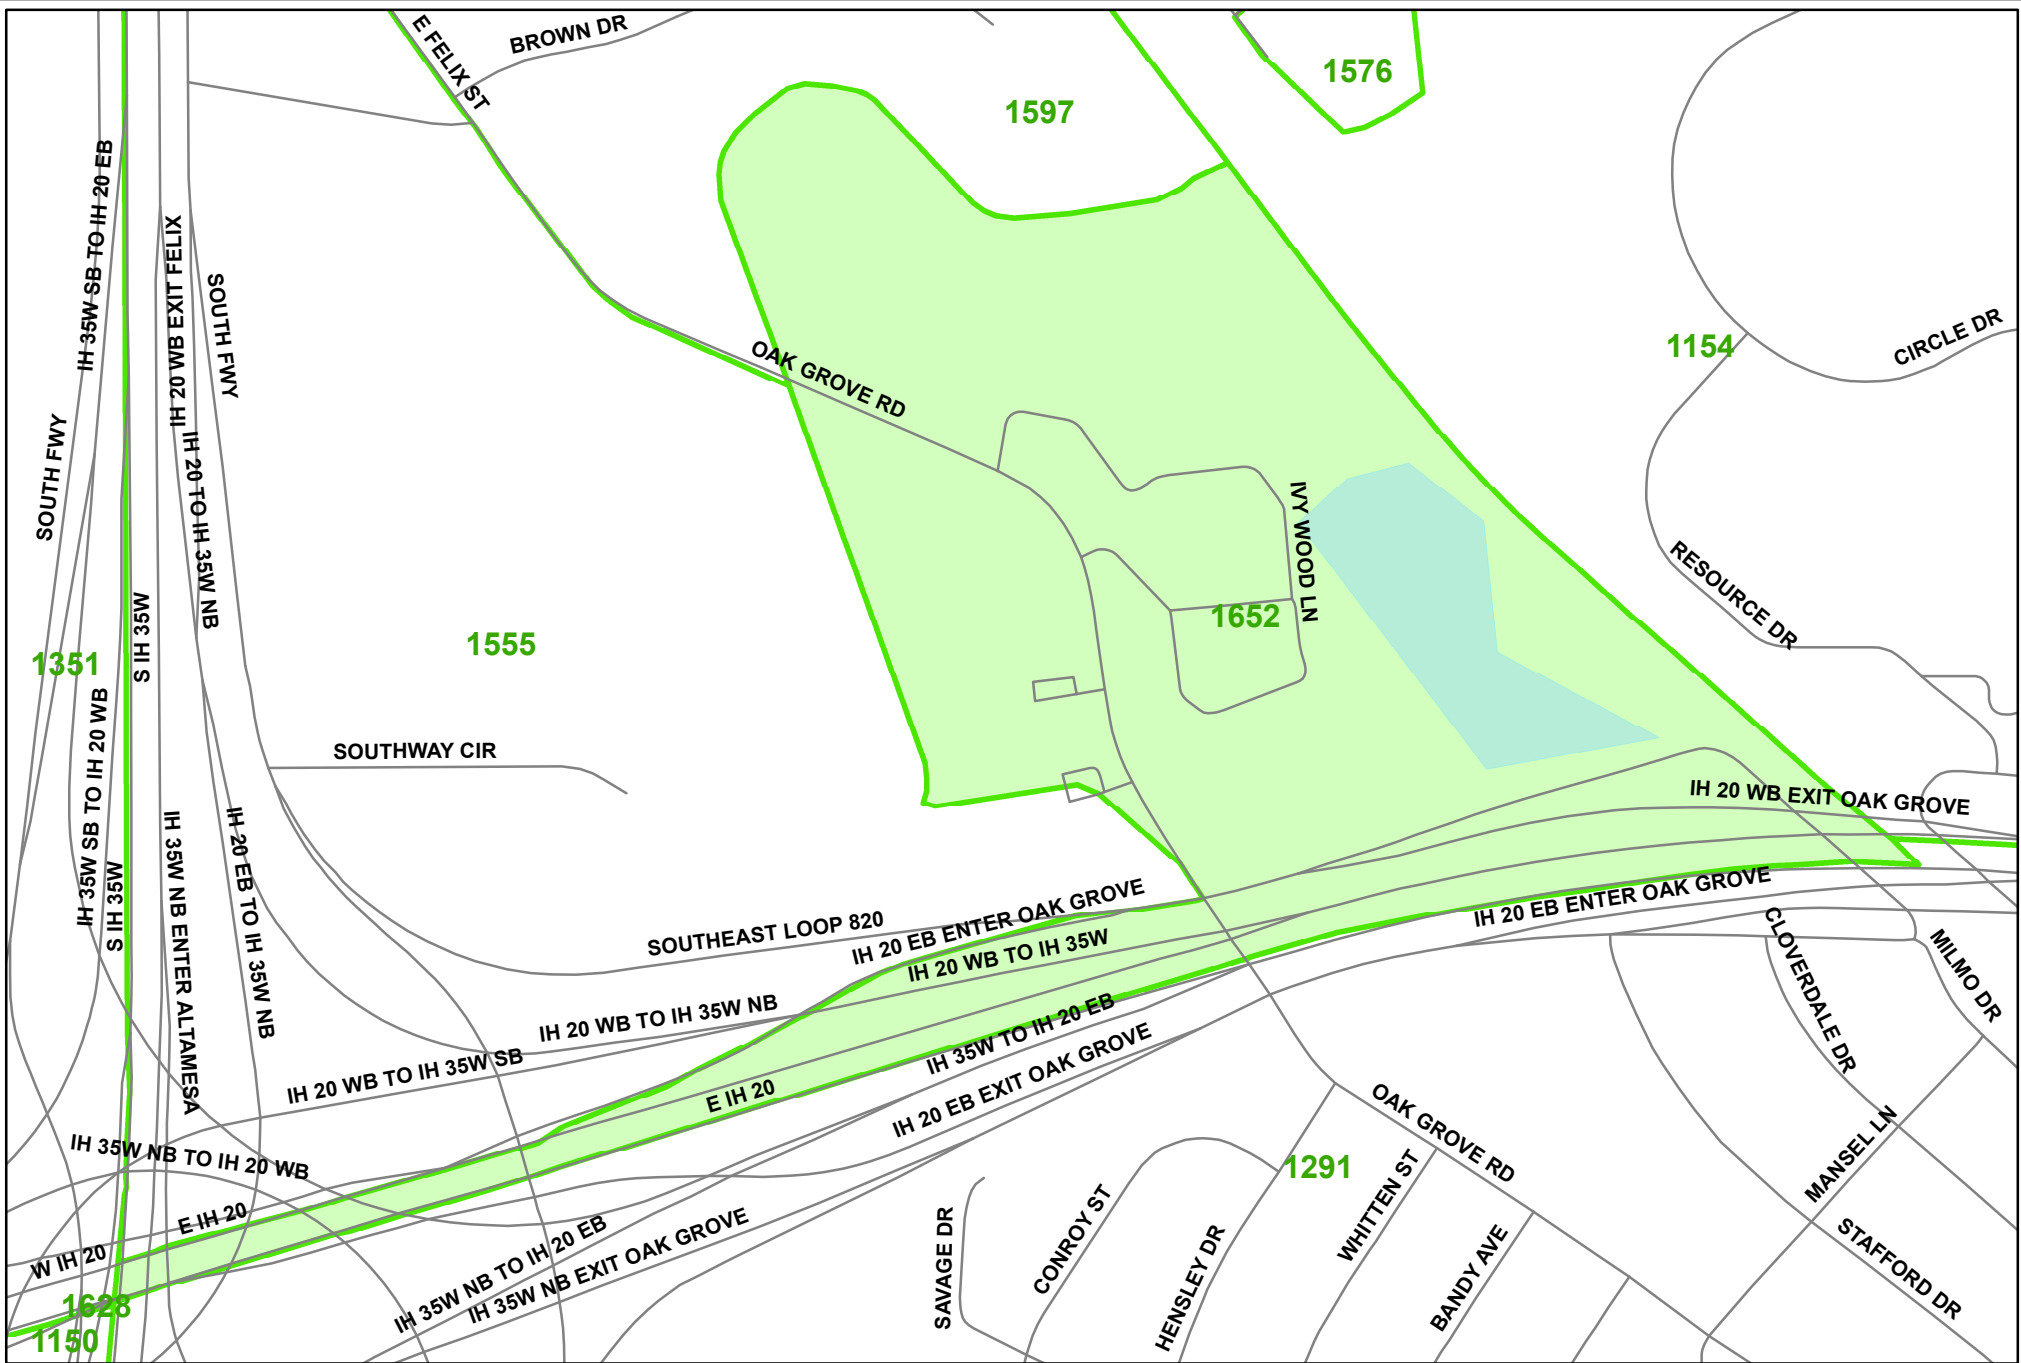 E FELIX ST
BROWN DR
1576
1597
IH 35W SB TO IH 20 EB
IH 20 WB EXIT FELIX
SOUTH FWY
1154
CIRCLE DR
OAK GROVE RD
SOUTH FWY
IH 20 TO IH 35W NB
IVY WOOD LN
RESOURCE DR
1652
S IH 35W
1555
1351
IH 35W SB TO IH 20 WB
SOUTHWAY CIR
IH 20 WB EXIT OAK GROVE
S IH 35W
IH 35W NB ENTER ALTAMESA
IH 20 EB TO IH 35W NB
SOUTHEAST LOOP 820
IH 20 EB ENTER OAK GROVE
IH 20 EB ENTER OAK GROVE
IH 20 WB TO IH 35W
CLOVERDALE DR
MILMO DR
IH 20 WB TO IH 35W NB
IH 35W TO IH 20 EB
IH 20 WB TO IH 35W SB
E IH 20
IH 20 EB EXIT OAK GROVE
OAK GROVE RD
IH 35W NB TO IH 20 WB
1291
MANSEL LN
WHITTEN ST
E IH 20
W IH 20
IH 35W NB TO IH 20 EB
IH 35W NB EXIT OAK GROVE
SAVAGE DR
CONROY ST
HENSLEY DR
BANDY AVE
STAFFORD DR
1628
1150